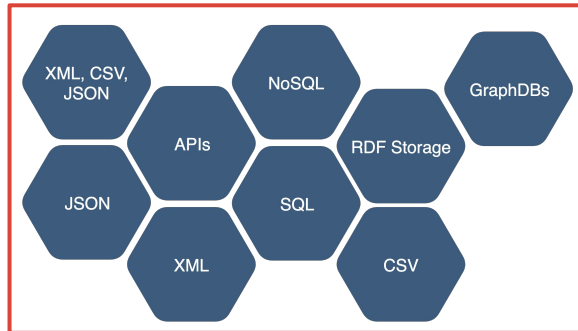 XML, CSV,
JSON
NoSQL
GraphDBs
APIs
RDF Storage
JSON
SQL
XML
CSV